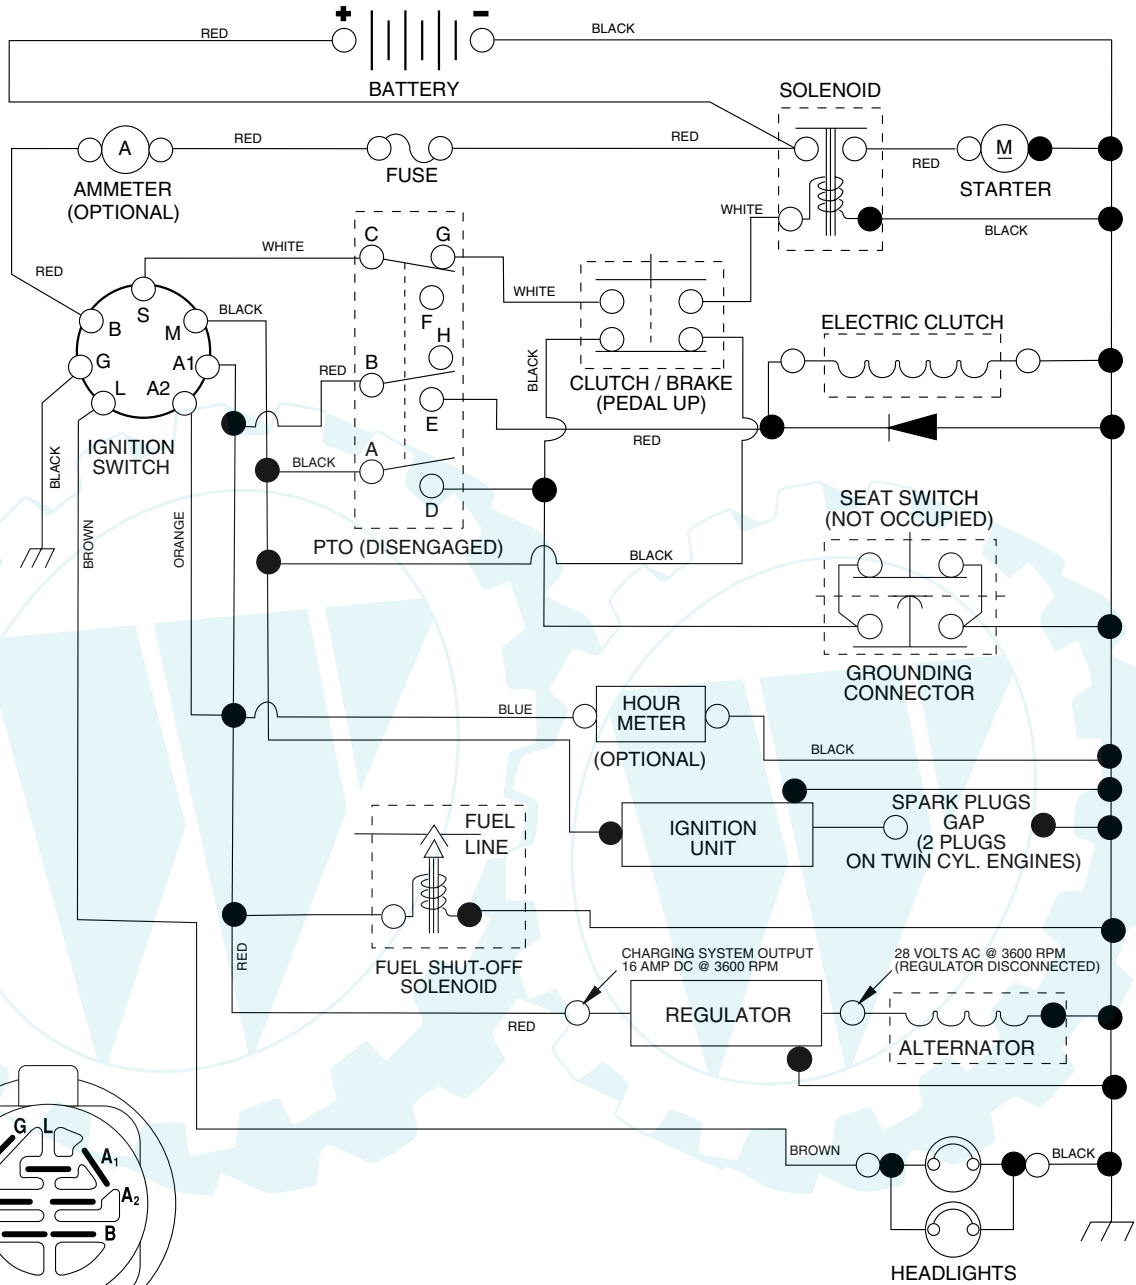 + -
RED
BLACK
BATTERY
SOLENOID
A
RED
RED
RED
M
AMMETER
(OPTIONAL)
FUSE
STARTER
WHITE
BLACK
C G
WHITE
RED
S
B
M
BLACK
WHITE
F
H
ELECTRIC CLUTCH
G
A1
L A2
RED
B
BLACK
CLUTCH / BRAKE
(PEDAL UP)
E
RED
IGNITION
SWITCH
A
BLACK
BLACK
D
SEAT SWITCH
(NOT OCCUPIED)
BROWN
ORANGE
PTO (DISENGAGED)
BLACK
GROUNDING
CONNECTOR
BLUE
HOUR
METER
(OPTIONAL)
BLACK
IGNITION
UNIT
SPARK PLUGS
GAP
(2 PLUGS
ON TWIN CYL. ENGINES)
FUEL
LINE
RED
FUEL SHUT-OFF
SOLENOID
CHARGING SYSTEM OUTPUT
16 AMP DC @ 3600 RPM
28 VOLTS AC @ 3600 RPM
(REGULATOR DISCONNECTED)
RED
REGULATOR
ALTERNATOR
G L
A1
A2
B
BROWN
BLACK
HEADLIGHTS